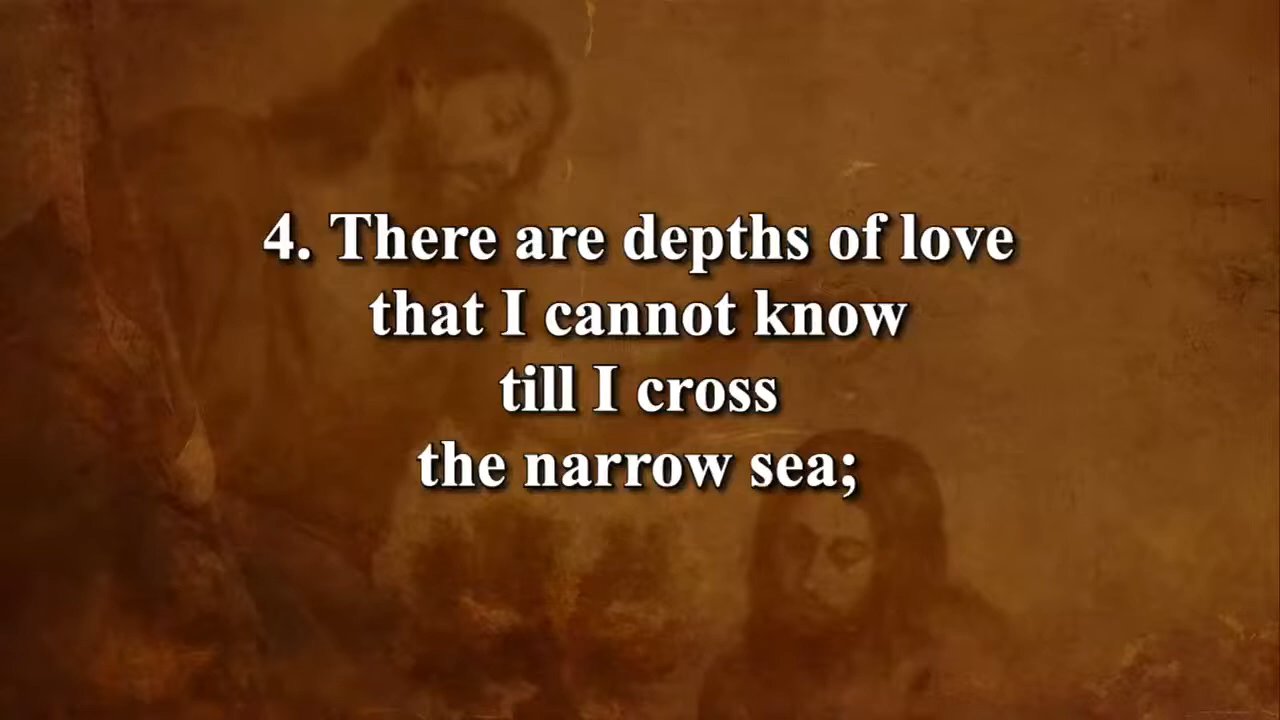 4. There are depths of love
that I cannot know
till I cross
the narrow sea;